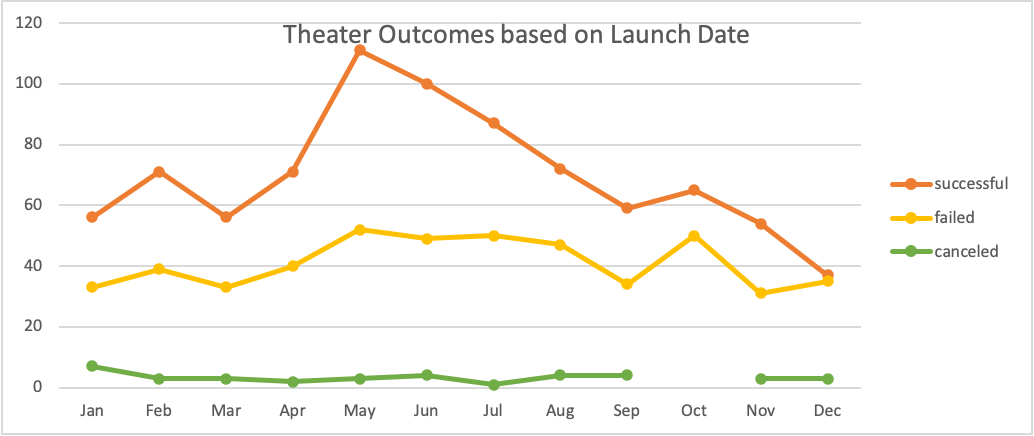 Theater Outcomes based on Launch Date
120
100
80
60
40
20
0
Jan Feb Mar Apr May Jun Jul Aug Sep Oct Nov Dec
successful
failed
canceled